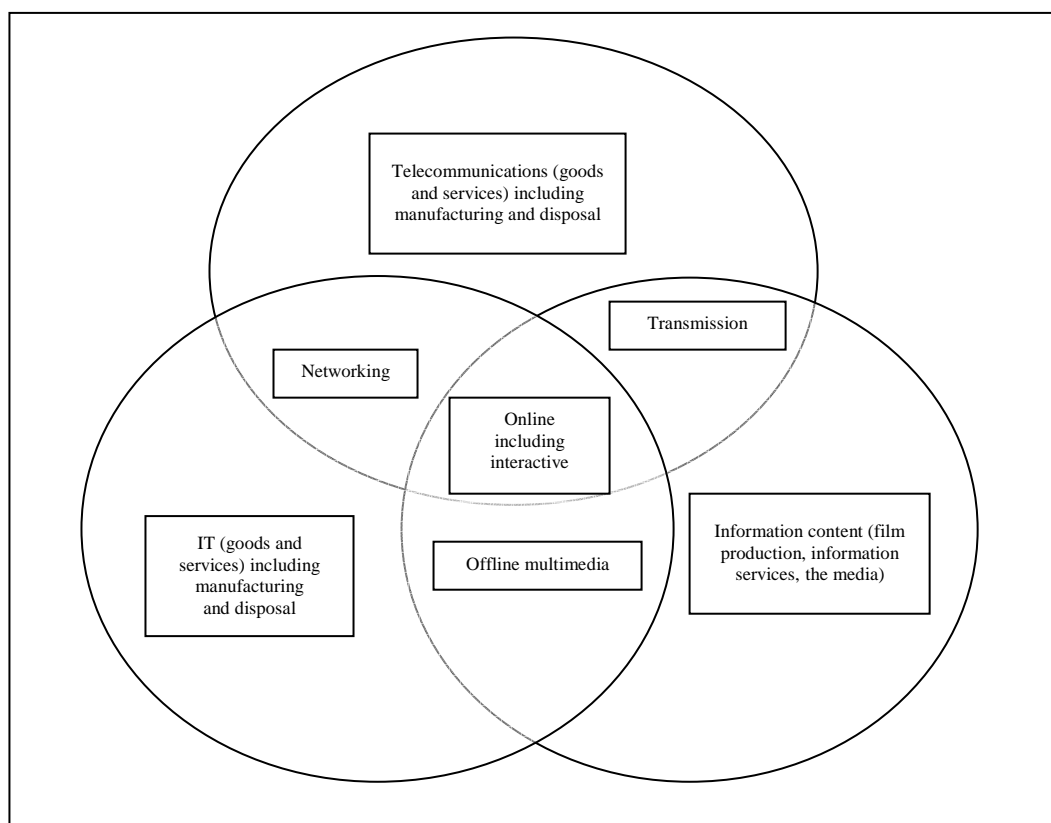 Telecommunications (goods
and services) including
manufacturing and disposal
Transmission
Networking
Online
including
interactive
IT (goods and
services) including
manufacturing
and disposal
Offline multimedia
Information content (film
production, information
services, the media)